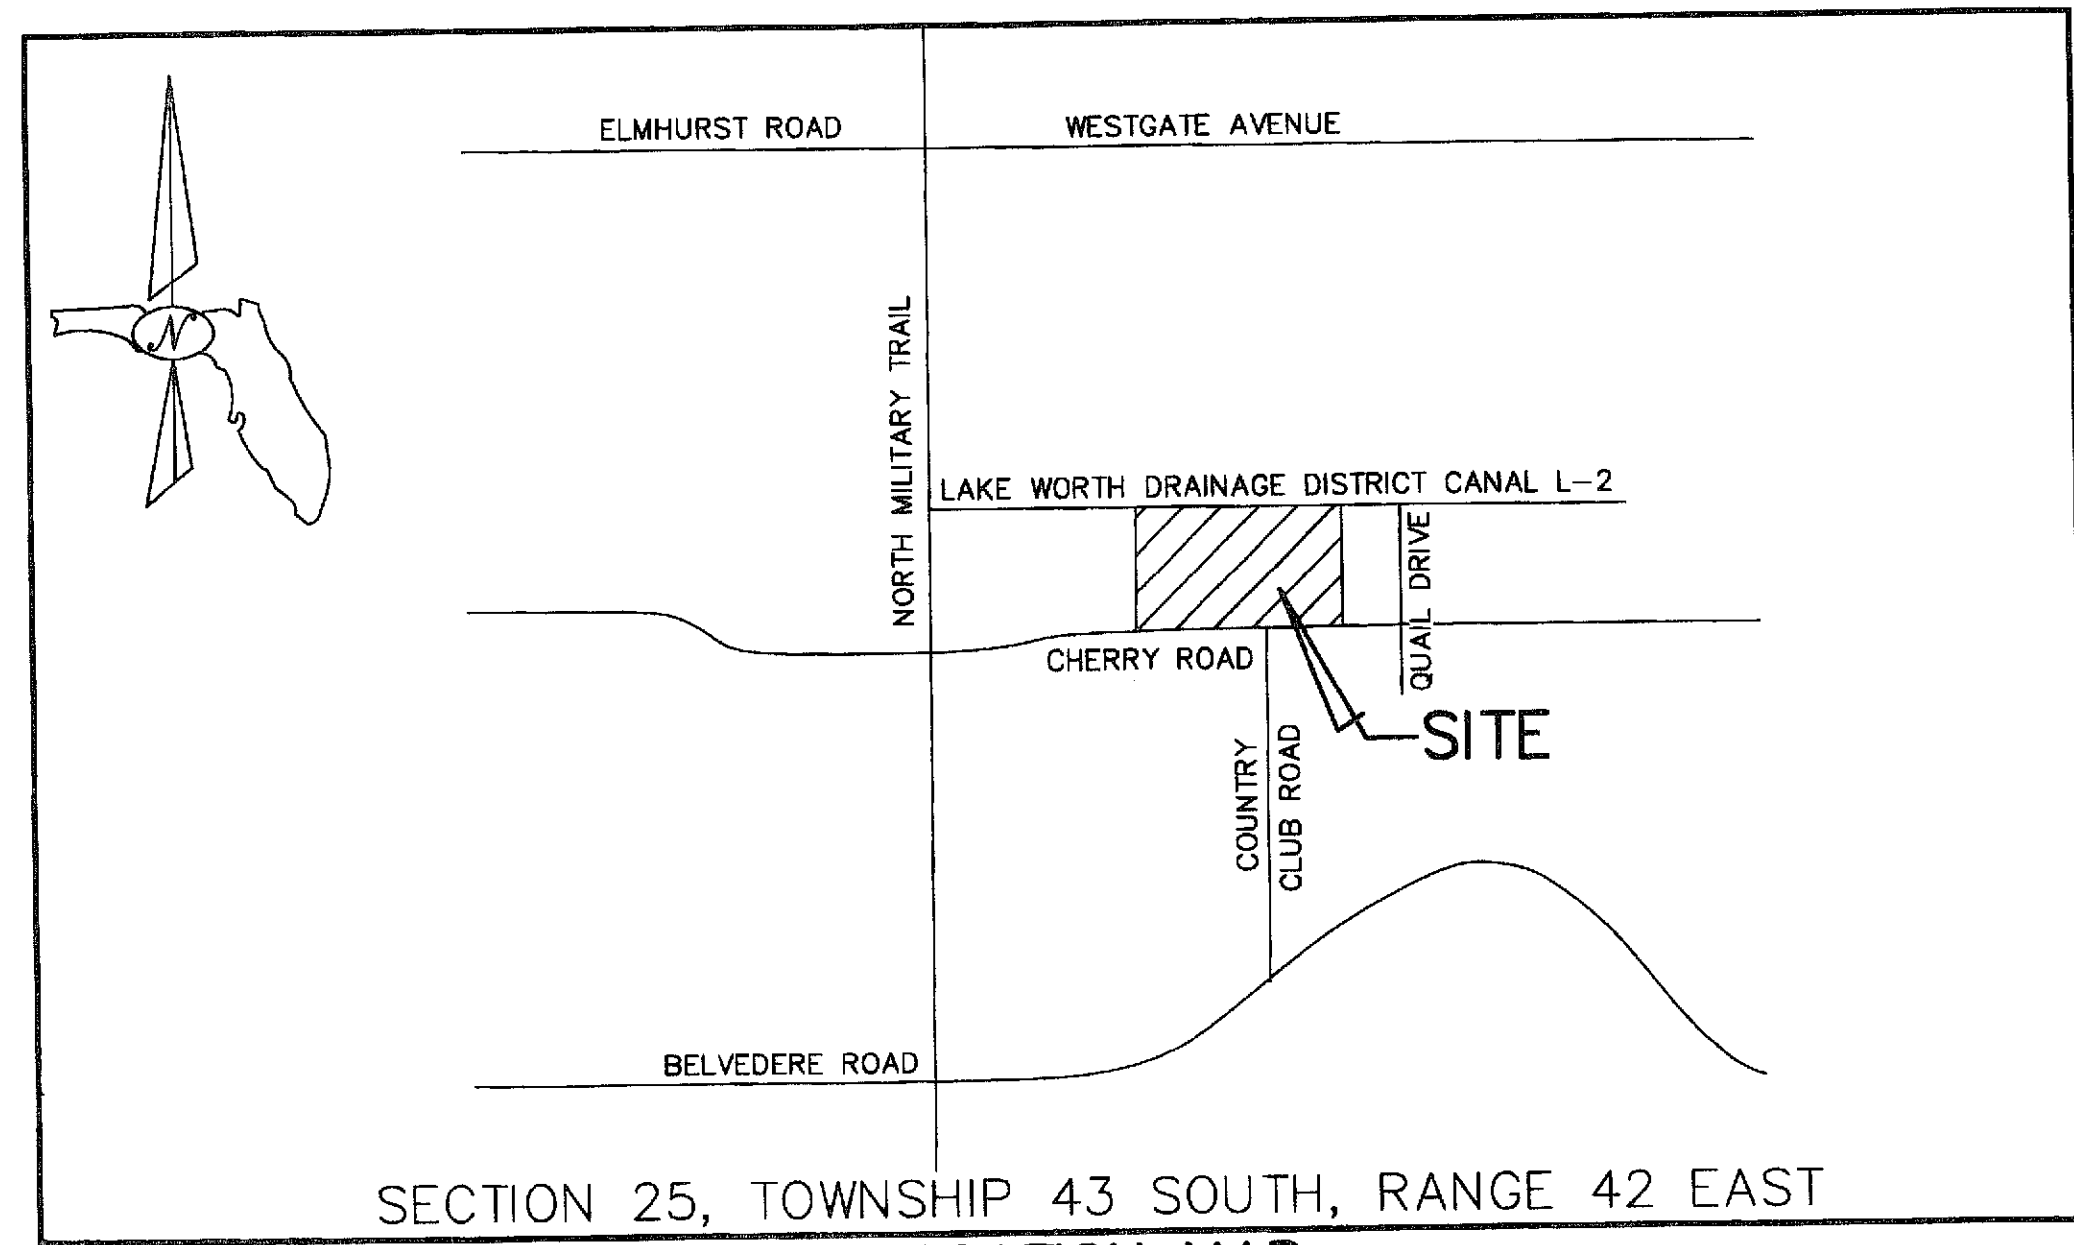 ELMHURST ROAD
WESTGATE AVENUE
N
NORTH MILITARY TRAIL
LAKE WORTH DRAINAGE DISTRICT CANAL L-2
QUAIL DRIVE
CHERRY ROAD
SITE
COUNTRY
CLUB ROAD
BELVEDERE ROAD
SECTION 25, TOWNSHIP 43 SOUTH, RANGE 42 EAST